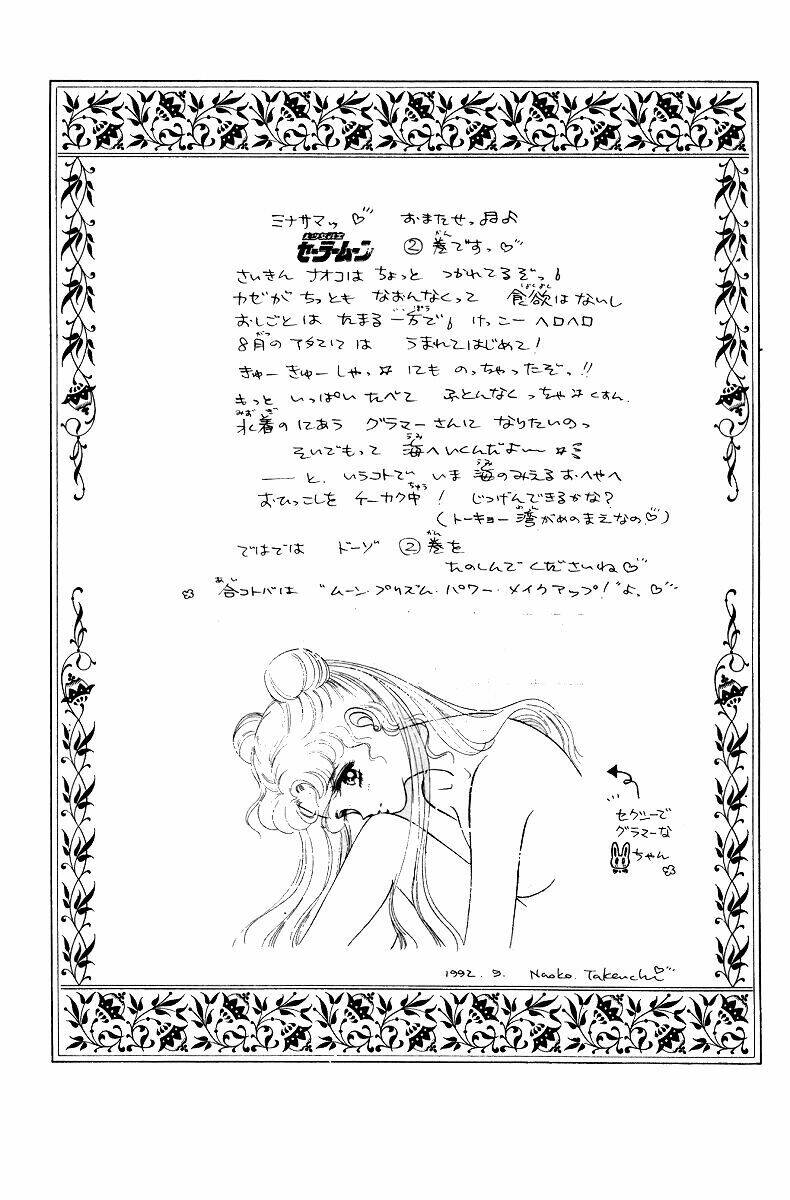 ミナサマッ♡ おまたせっ♫♪
美少女戦士セーラームーン ②巻ですっ♡
さいきん ナオコは ちょっと つかれてるぞっ!
カゼが ちっとも なおんなくって 食欲はないし
おしごとは たまる一方で! けっこー ヘロヘロ
8月のアタマには うまれてはじめて!
きゅーきゅーしゃっ☆にも のっちゃったぞっ!!
もっと いっぱい たべて ふとんなくっちゃ☆くすん
水着のにあう グラマーさんに なりたいのっ
そいでもって 海へいくんだよ〜☆ミ
――と、いうコトで いま 海のみえるおへやへ
おひっこしを チーカク中! じつげんできるかな?
(トーキョー湾がめのまえなの♡)
ではでは ドーゾ ②巻を
たのしんでくださいね♡
合コトバは "ムーン・プリズム・パワー・メイクアップ!"よ♡
セクシーで
グラマーな
ちゃん
1992. 9. Naoko. Takeuchi♡